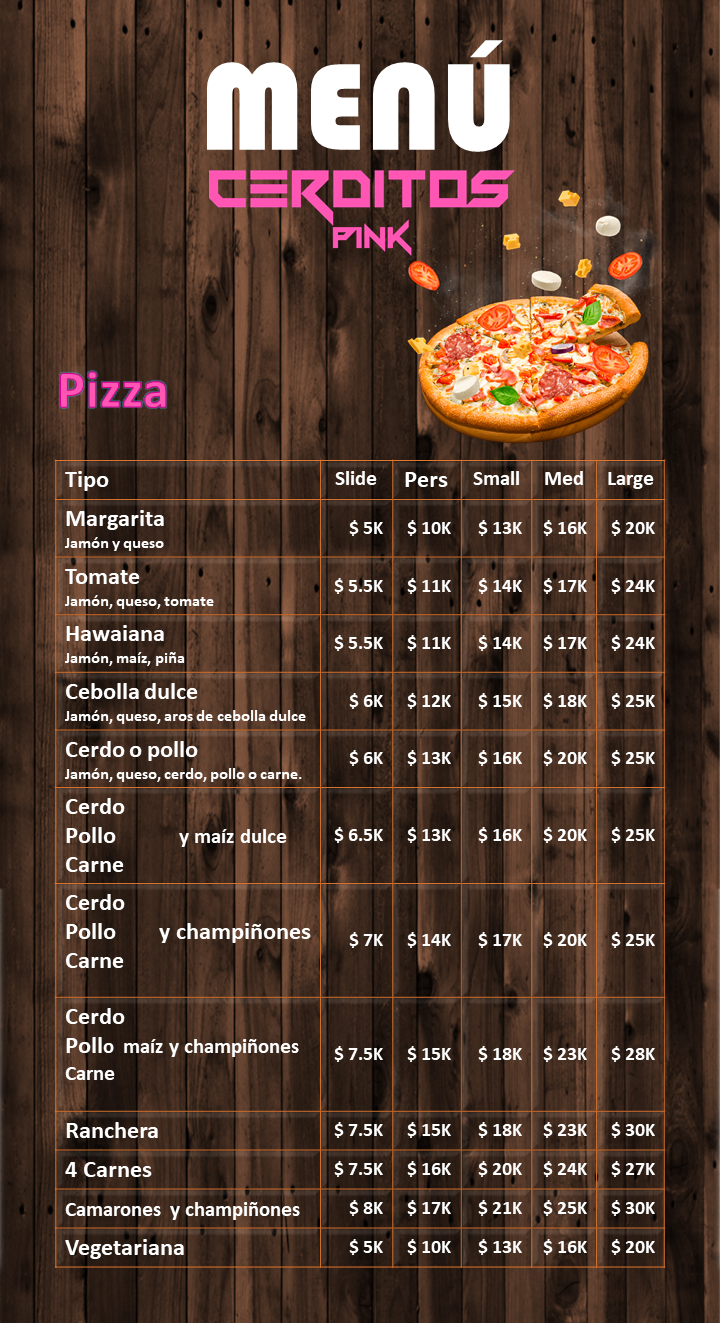 MENÚ
CERDITOS
PINK
Pizza
Tipo Slide Pers Small Med Large
Margarita
Jamón y queso
$ 5K $ 10K $ 13K $ 16K $ 20K
Tomate
Jamón, queso, tomate
$ 5.5K $ 11K $ 14K $ 17K $ 24K
Hawaiana
Jamón, maíz, piña
$ 5.5K $ 11K $ 14K $ 17K $ 24K
Cebolla dulce
Jamón, queso, aros de cebolla dulce
$ 6K $ 12K $ 15K $ 18K $ 25K
Cerdo o pollo
Jamón, queso, cerdo, pollo o carne.
$ 6K $ 13K $ 16K $ 20K $ 25K
Cerdo
Pollo y maíz dulce $ 6.5K $ 13K $ 16K $ 20K $ 25K
Carne
Cerdo
Pollo y champiñones $ 7K $ 14K $ 17K $ 20K $ 25K
Carne
Cerdo
Pollo maíz y champiñones $ 7.5K $ 15K $ 18K $ 23K $ 28K
Carne
Ranchera $ 7.5K $ 15K $ 18K $ 23K $ 30K
4 Carnes $ 7.5K $ 16K $ 20K $ 24K $ 27K
Camarones y champiñones $ 8K $ 17K $ 21K $ 25K $ 30K
Vegetariana $ 5K $ 10K $ 13K $ 16K $ 20K